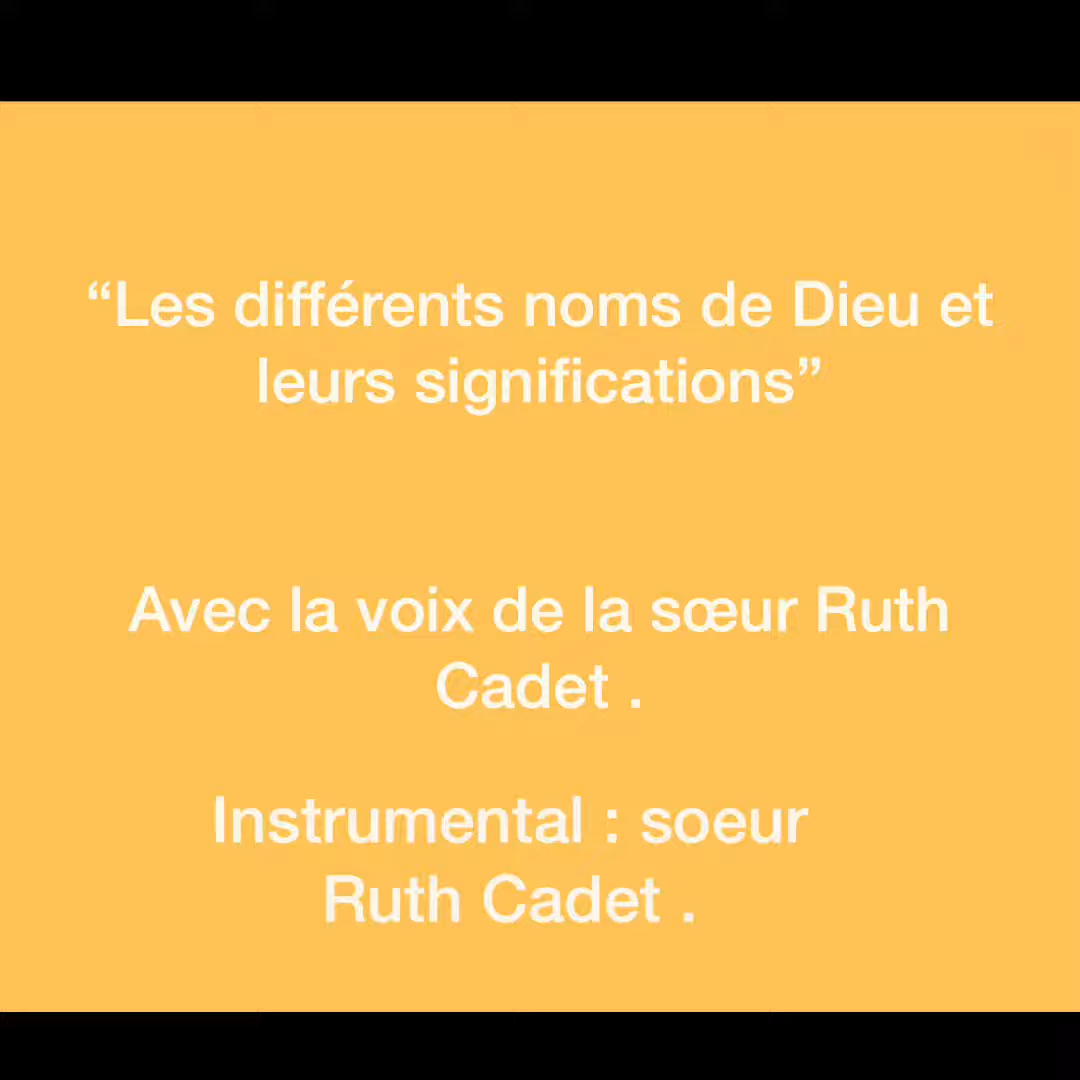 “Les différents noms de Dieu et
leurs significations”
Avec la voix de la sœur Ruth
Cadet .
Instrumental : soeur
Ruth Cadet .